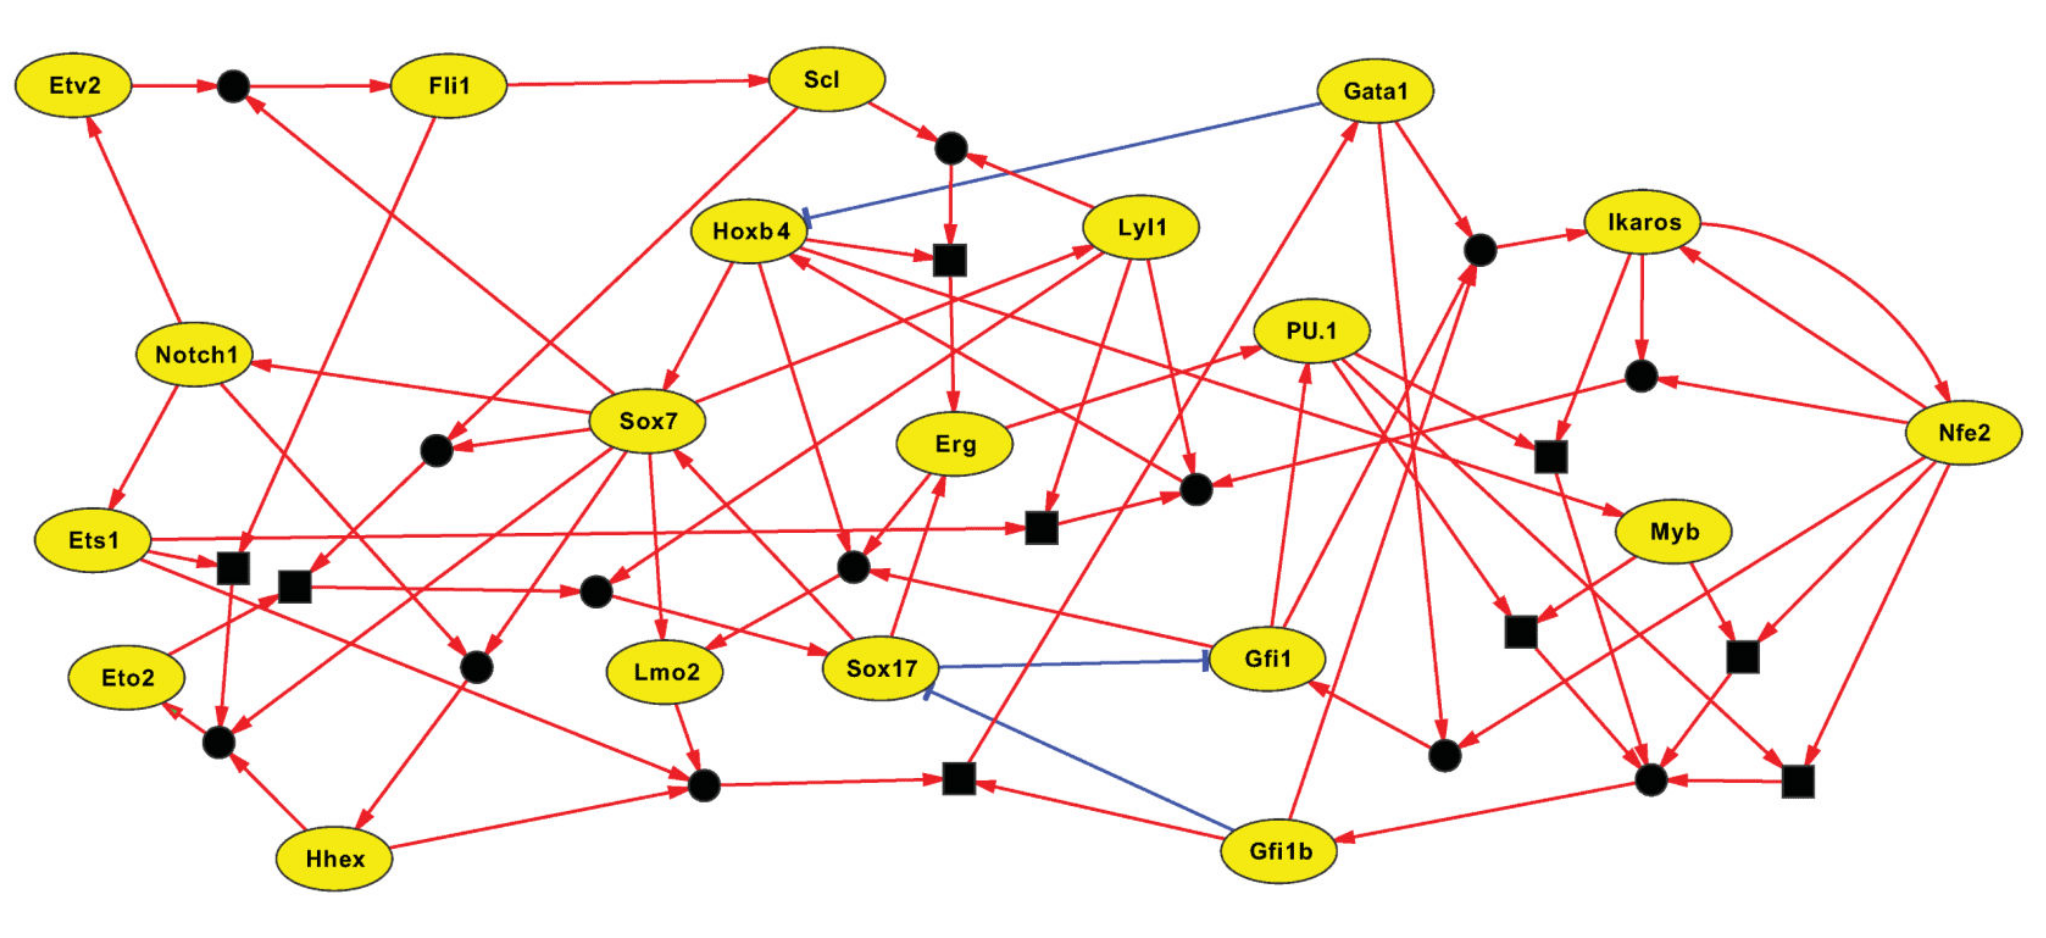 Etv2
Fli1
Scl
Gata1
Hoxb4
Lyl1
Ikaros
Notch1
PU.1
Sox7
Erg
Nfe2
Ets1
Myb
Eto2
Lmo2
Sox17
Gfi1
Hhex
Gfi1b